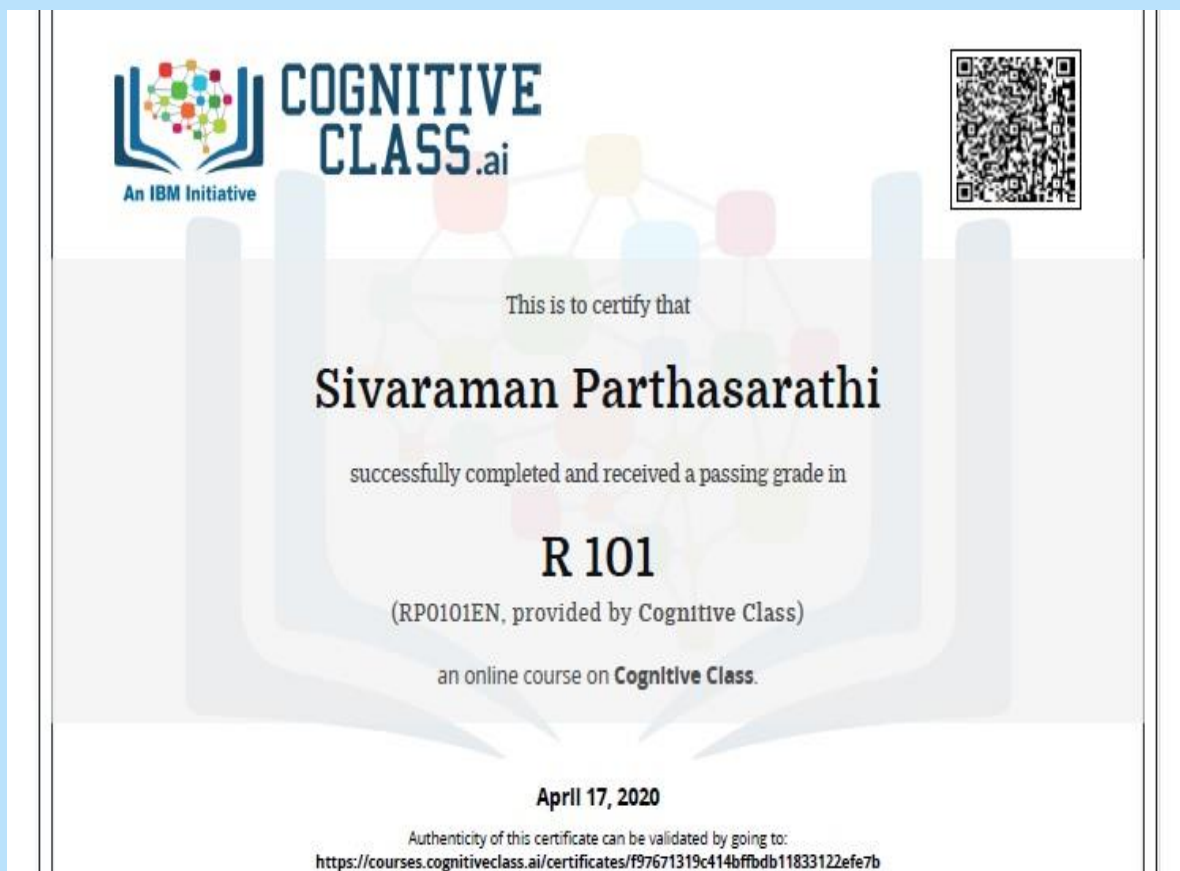 COGNITIVE
CLASS.ai
An IBM Initiative
This is to certify that
Sivaraman Parthasarathi
successfully completed and received a passing grade in
R 101
(RP0101EN, provided by Cognitive Class)
an online course on Cognitive Class.
April 17, 2020
Authenticity of this certificate can be validated by going to:
https://courses.cognitiveclass.ai/certificates/f97671319c414bffbdb11833122efe7b